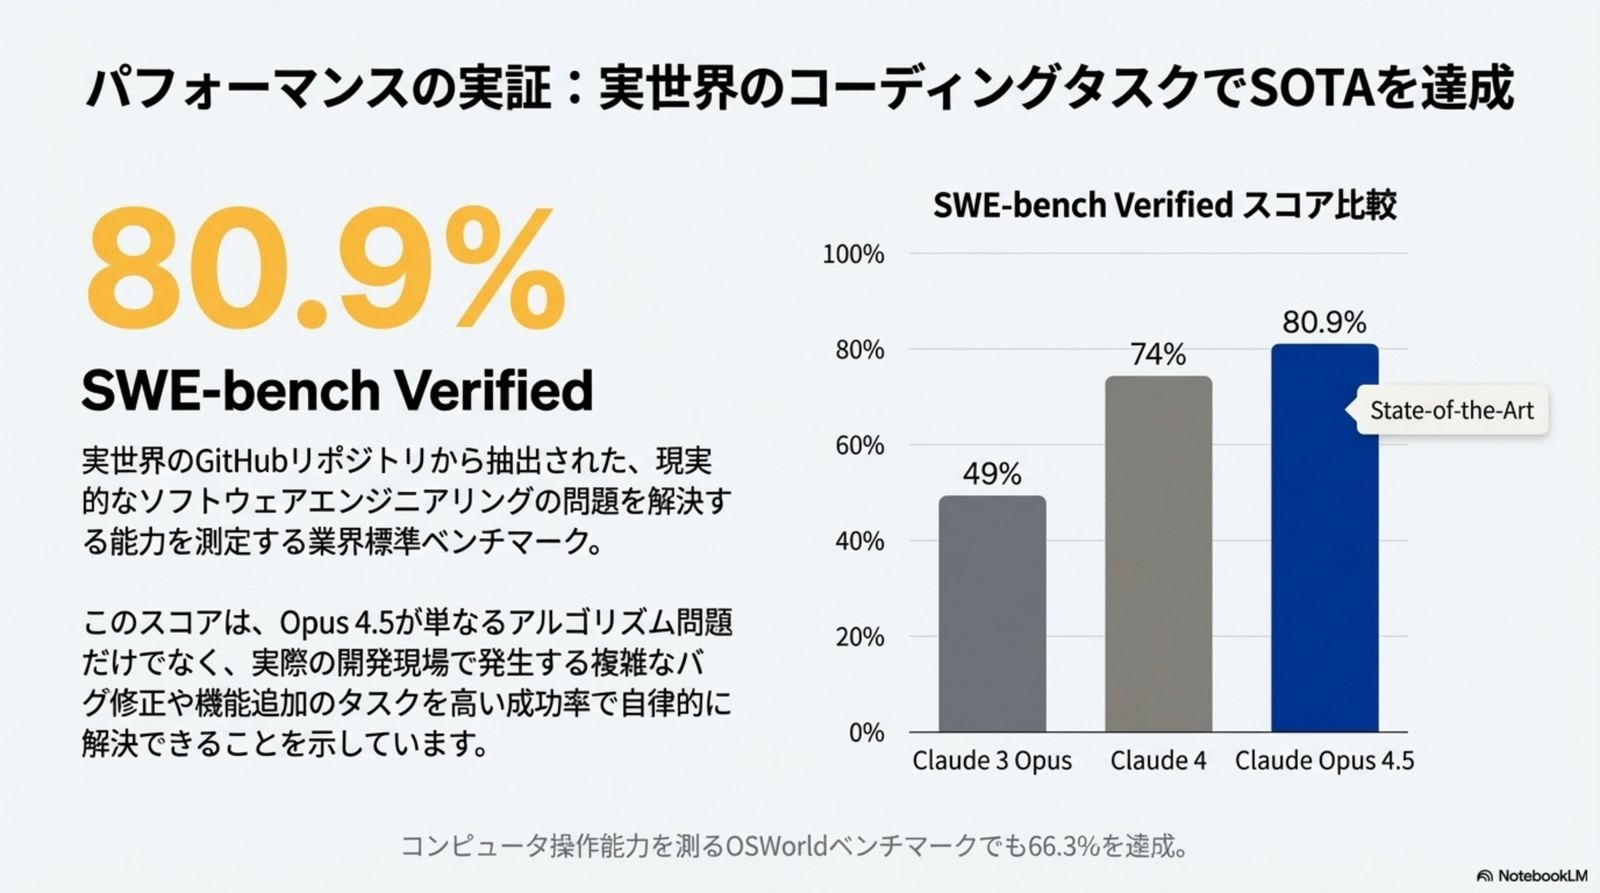 パフォーマンスの実証：実世界のコーディングタスクでSOTAを達成
80.9%
SWE-bench Verified
実世界のGitHubリポジトリから抽出された、現実
的なソフトウェアエンジニアリングの問題を解決す
る能力を測定する業界標準ベンチマーク。
このスコアは、Opus 4.5が単なるアルゴリズム問題
だけでなく、実際の開発現場で発生する複雑なバ
グ修正や機能追加のタスクを高い成功率で自律的に
解決できることを示しています。
SWE-bench Verified スコア比較
100%
80%
60%
40%
20%
0%
49%
74%
80.9%
State-of-the-Art
Claude 3 Opus
Claude 4
Claude Opus 4.5
コンピュータ操作能力を測るOSWorldベンチマークでも66.3%を達成。
NotebookLM